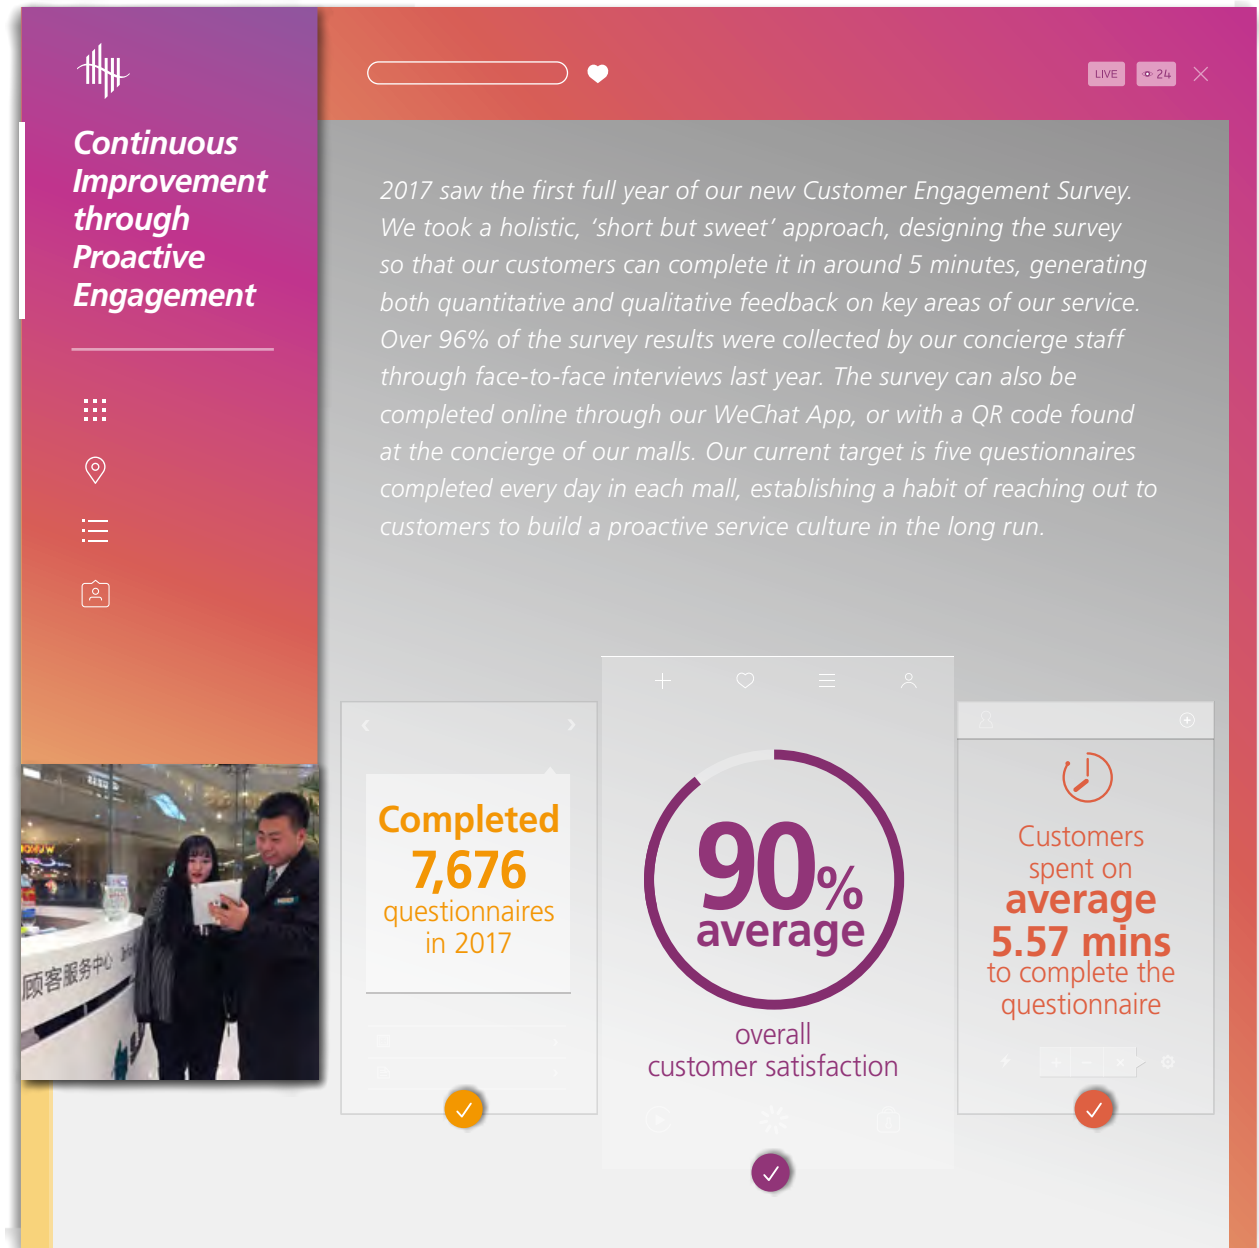 Continuous
Improvement
through
Proactive
Engagement
LIVE
24
2017 saw the first full year of our new Customer Engagement Survey.
We took a holistic, ‘short but sweet’ approach, designing the survey
so that our customers can complete it in around 5 minutes, generating
both quantitative and qualitative feedback on key areas of our service.
Over 96% of the survey results were collected by our concierge staff
through face-to-face interviews last year. The survey can also be
completed online through our WeChat App, or with a QR code found
at the concierge of our malls. Our current target is five questionnaires
completed every day in each mall, establishing a habit of reaching out to
customers to build a proactive service culture in the long run.
Completed
7,676
questionnaires
in 2017
90%
average
overall
customer satisfaction
Customers
spent on
average
5.57 mins
to complete the
questionnaire
顾客服务中心